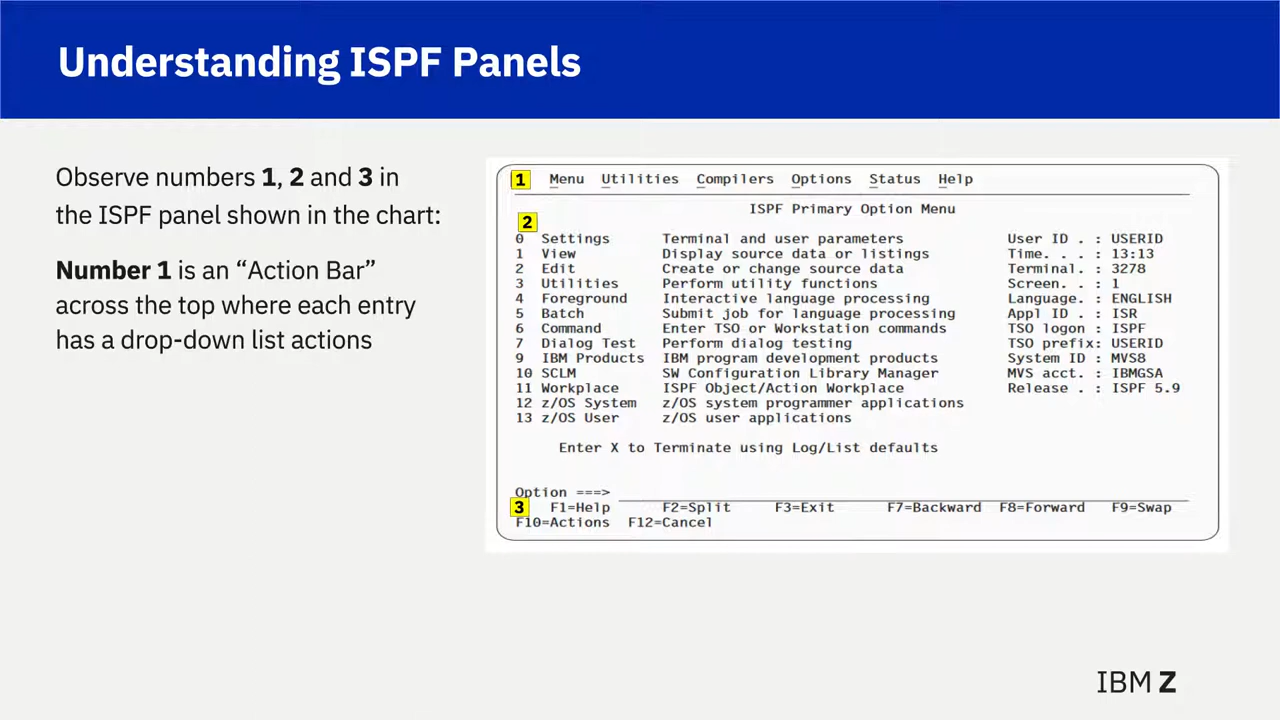 Understanding ISPF Panels
Observe numbers 1, 2 and 3 in
the ISPF panel shown in the chart:
Number 1 is an “Action Bar”
across the top where each entry
has a drop-down list actions
1 Menu Utilities Compilers Options Status Help
ISPF Primary Option Menu
2
0 Settings Terminal and user parameters User ID . : USERID
1 View Display source data or listings Time. . . : 13:13
2 Edit Create or change source data Terminal. : 3278
3 Utilities Perform utility functions Screen. . : 1
4 Foreground Interactive language processing Language. : ENGLISH
5 Batch Submit job for language processing Appl ID . : ISR
6 Command Enter TSO or Workstation commands TSO logon : ISPF
7 Dialog Test Perform dialog testing TSO prefix: USERID
9 IBM Products IBM program development products System ID : MVS8
10 SCLM SW Configuration Library Manager MVS acct. : IBMGSA
11 Workplace ISPF Object/Action Workplace Release . : ISPF 5.9
12 z/OS System z/OS system programmer applications
13 z/OS User z/OS user applications
Enter X to Terminate using Log/List defaults
Option ===>
3 F1=Help F2=Split F3=Exit F7=Backward F8=Forward F9=Swap
F10=Actions F12=Cancel
IBM Z